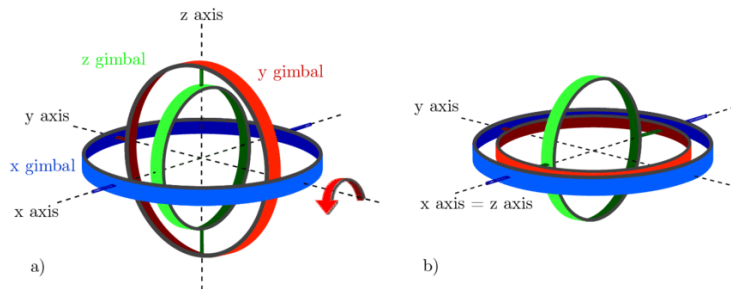 z axis
z gimbal
y gimbal
y axis
x gimbal
x axis
a)
y axis
x axis = z axis
b)